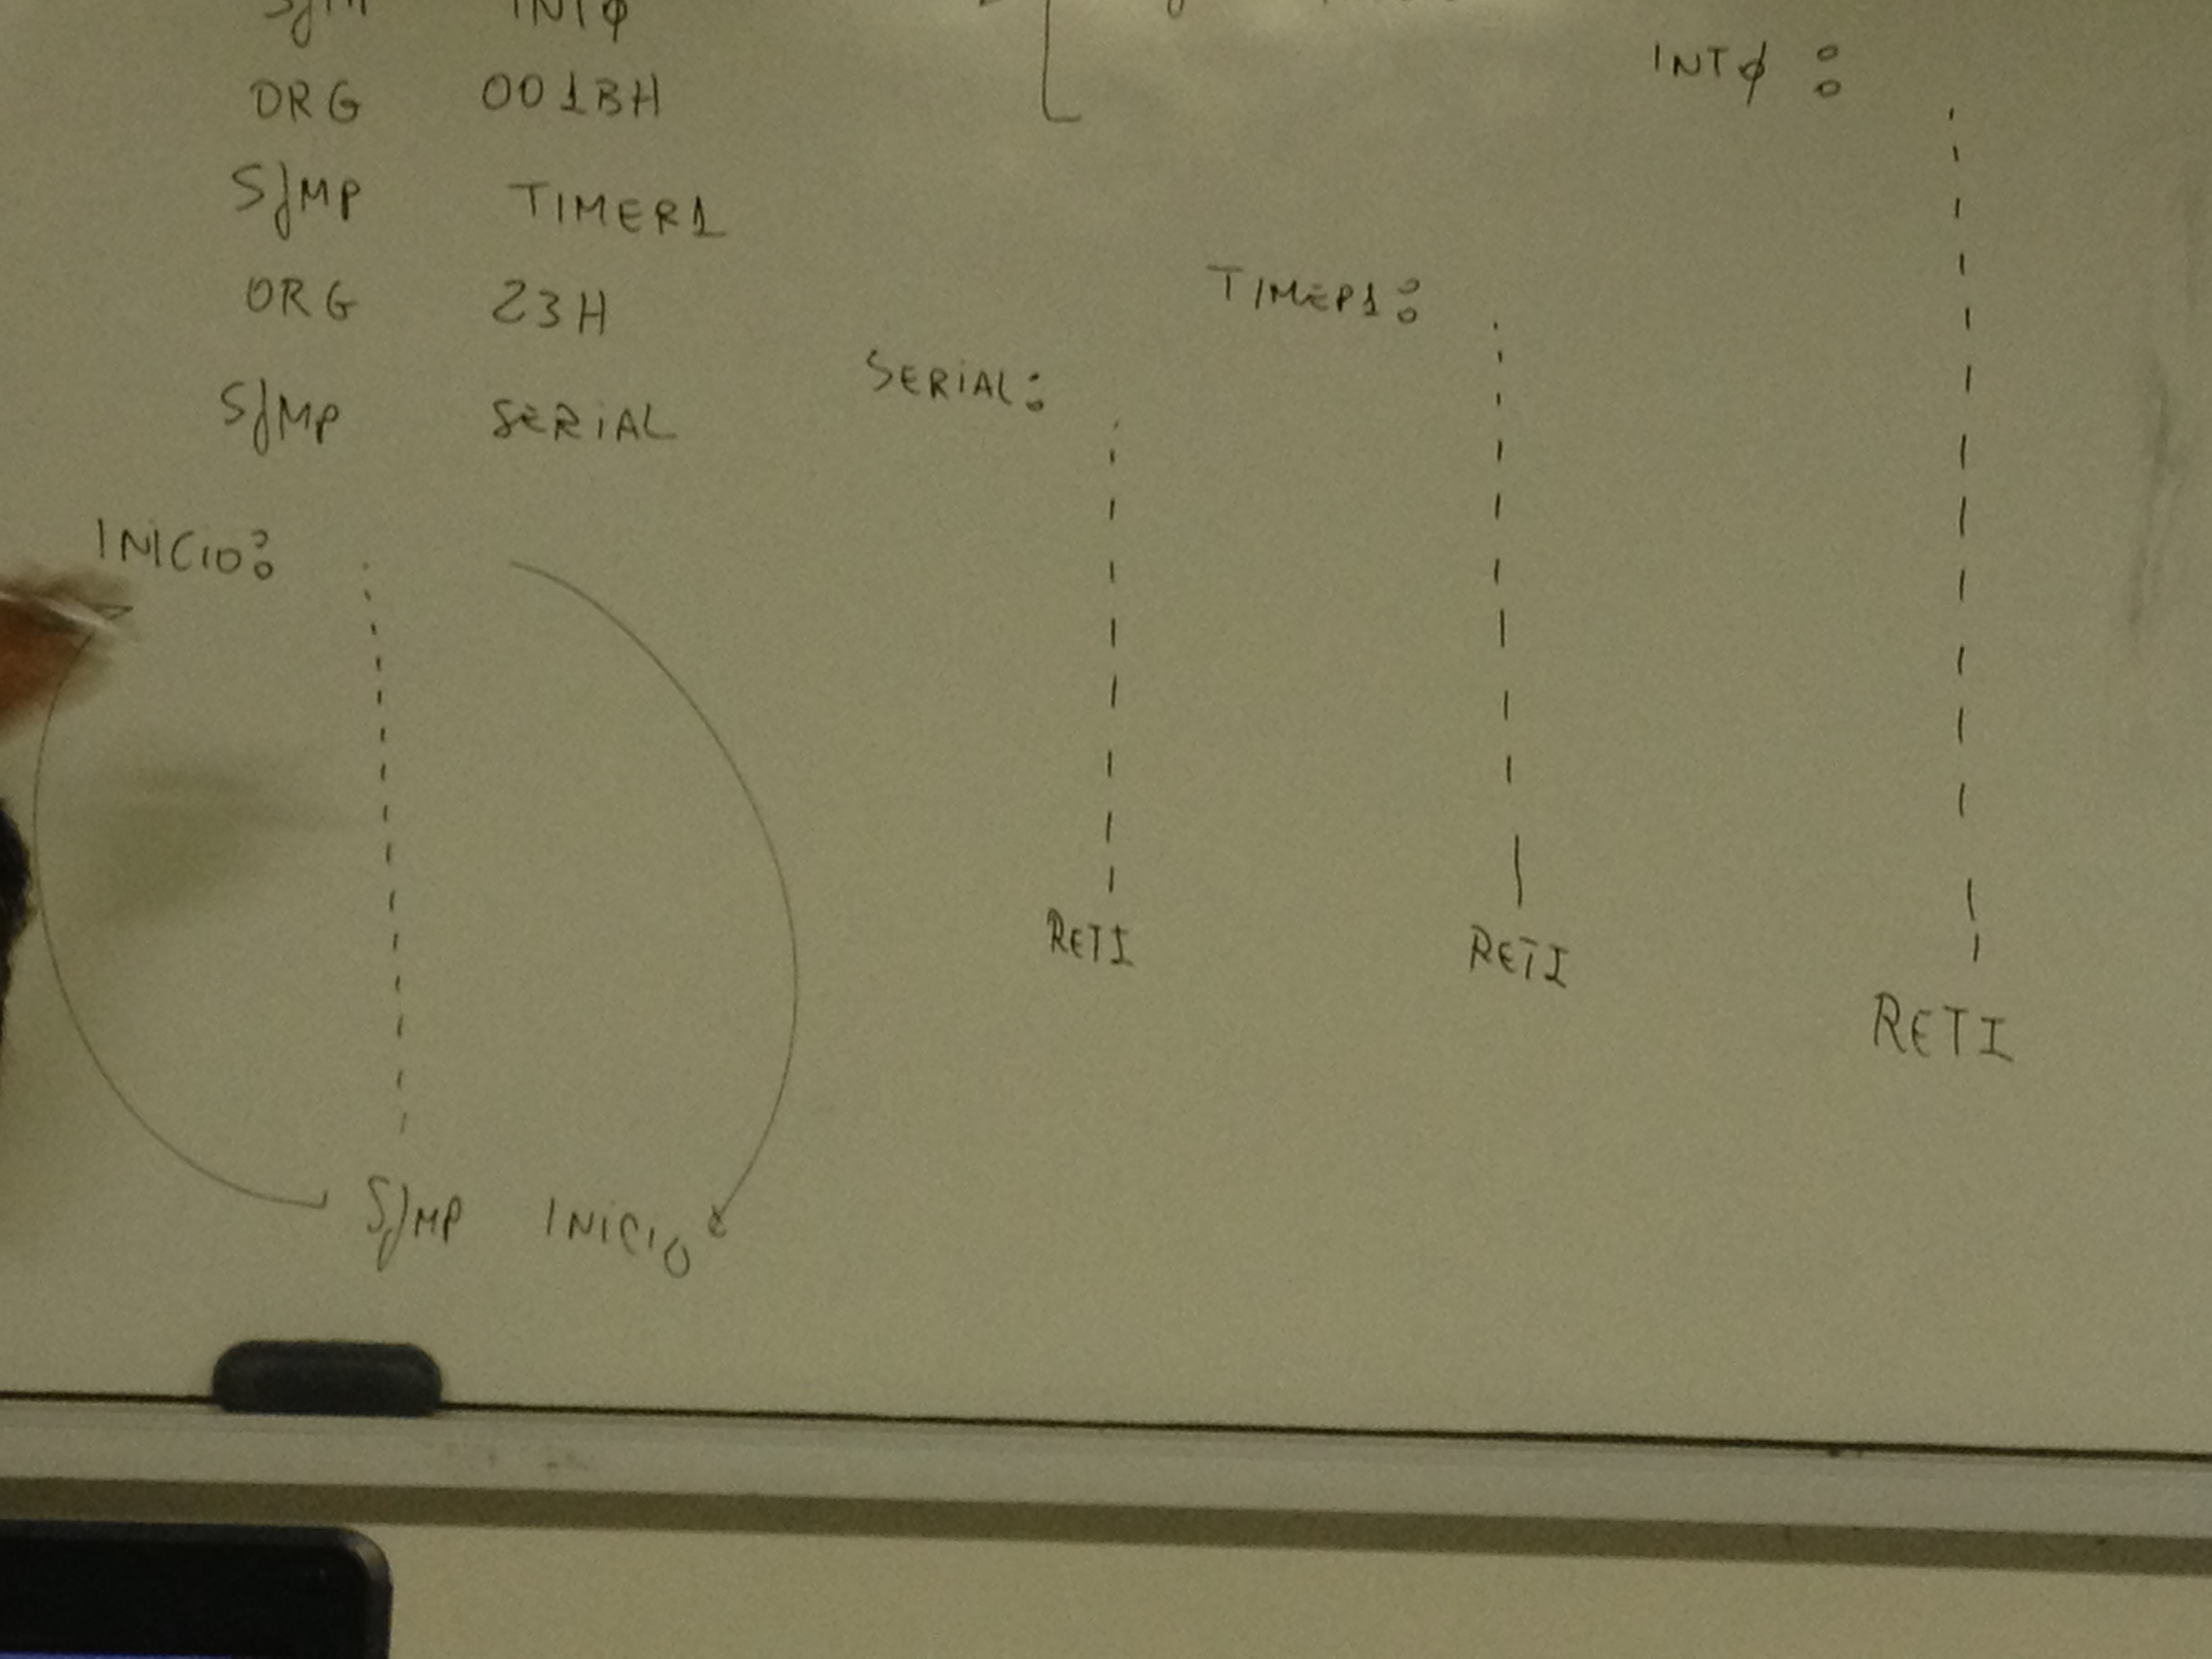 SJMP INTφ
ORG 001BH
SJMP TIMER1
ORG 23H
SJMP SERIAL
INICIO:
SJMP INICIO
SERIAL:
RETI
TIMER1:
RETI
INTφ:
RETI